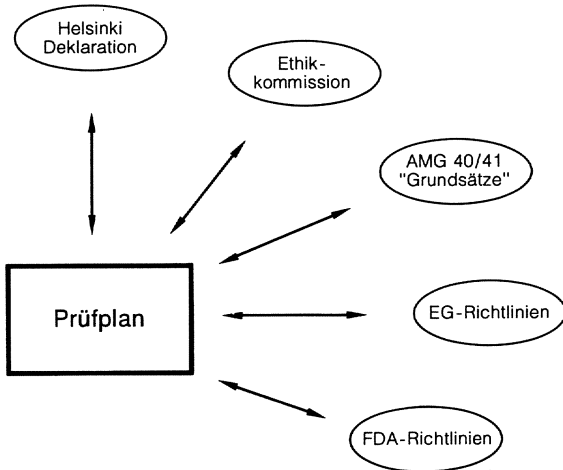 Helsinki
Deklaration
Ethik-
kommission
AMG 40/41
"Grundsätze"
Prüfplan
EG-Richtlinien
FDA-Richtlinien